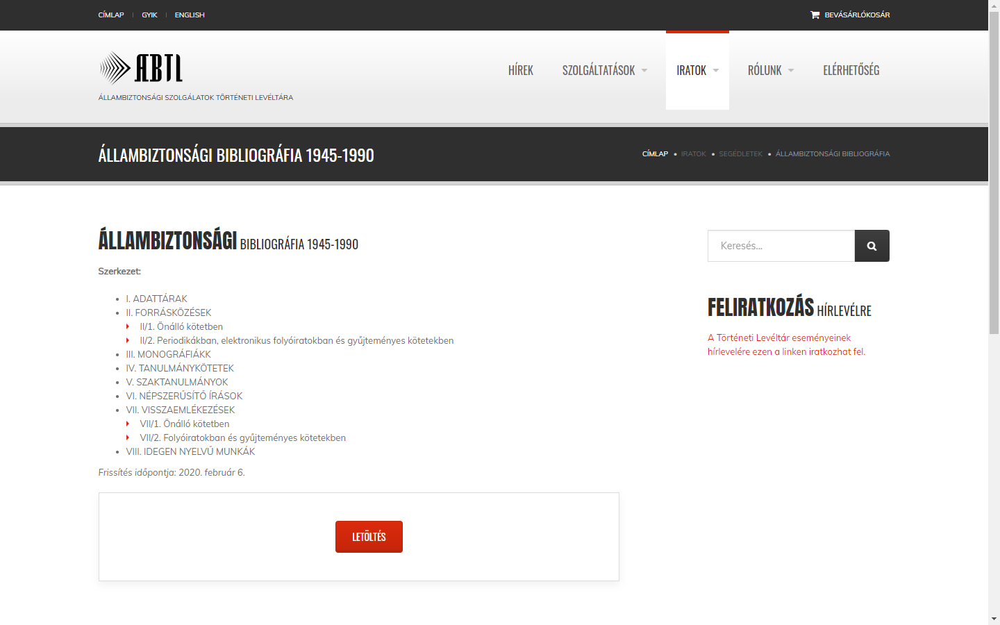 CÍMLAP GYIK ENGLISH BEVÁSÁRLÓKOSÁR
ABTL
ÁLLAMBIZTONSÁGI SZOLGÁLATOK TÖRTÉNETI LEVÉLTÁRA
HÍREK SZOLGÁLTATÁSOK IRATOK RÓLUNK ELÉRHETŐSÉG
ÁLLAMBIZTONSÁGI BIBLIOGRÁFIA 1945-1990
CÍMLAP • IRATOK • SEGÉDLETEK • ÁLLAMBIZTONSÁGI BIBLIOGRÁFIA
ÁLLAMBIZTONSÁGI BIBLIOGRÁFIA 1945-1990
Szerkezet:
• I. ADATTÁRAK
• II. FORRÁSKÖZÉSEK
II/1. Önálló kötetben
II/2. Periodikákban, elektronikus folyóiratokban és gyűjteményes kötetekben
• III. MONOGRÁFIÁKK
• IV. TANULMÁNYKÖTETEK
• V. SZAKTANULMÁNYOK
• VI. NÉPSZERŰSÍTŐ ÍRÁSOK
• VII. VISSZAEMLÉKEZÉSEK
VII/1. Önálló kötetben
VII/2. Folyóiratokban és gyűjteményes kötetekben
• VIII. IDEGEN NYELVŰ MUNKÁK
Frissítés időpontja: 2020. február 6.
LETÖLTÉS
Keresés...
FELIRATKOZÁS HÍRLEVÉLRE
A Történeti Levéltár eseményeinek
hírlevelére ezen a linken iratkozhat fel.